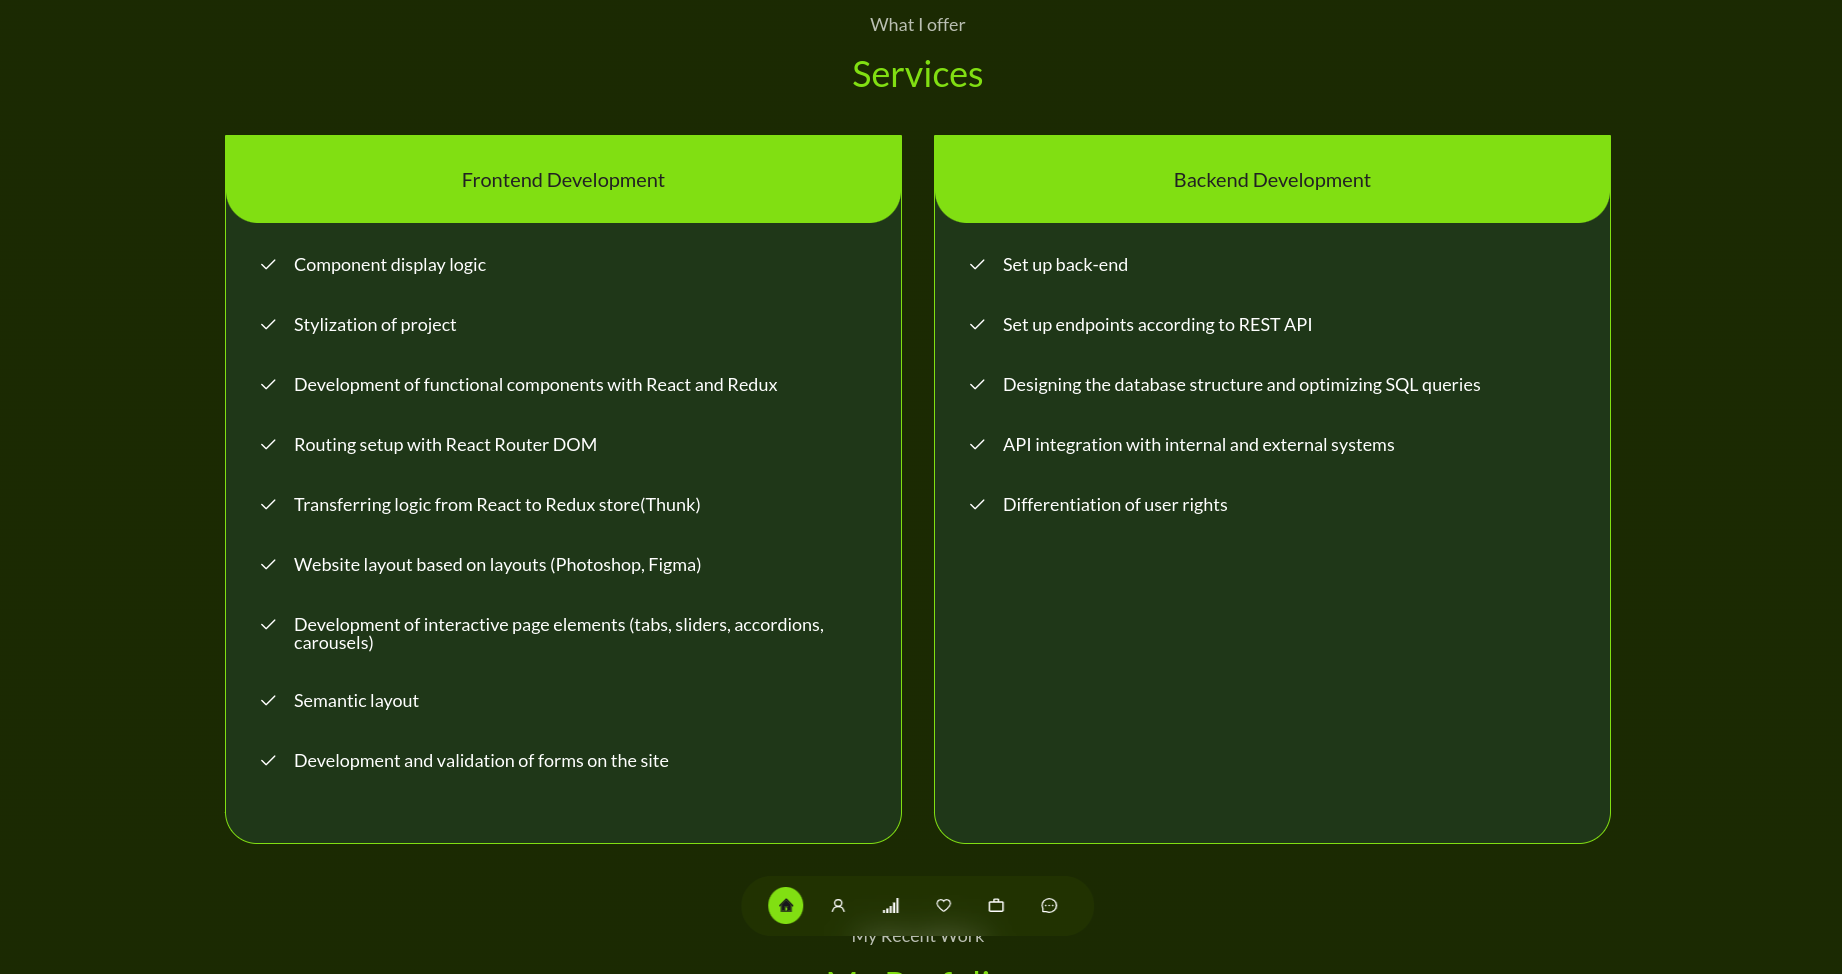 What I offer
Services
Frontend Development
Component display logic
Stylization of project
Development of functional components with React and Redux
Routing setup with React Router DOM
Transferring logic from React to Redux store(Thunk)
Website layout based on layouts (Photoshop, Figma)
Development of interactive page elements (tabs, sliders, accordions,
carousels)
Semantic layout
Development and validation of forms on the site
Backend Development
Set up back-end
Set up endpoints according to REST API
Designing the database structure and optimizing SQL queries
API integration with internal and external systems
Differentiation of user rights
My Recent Work